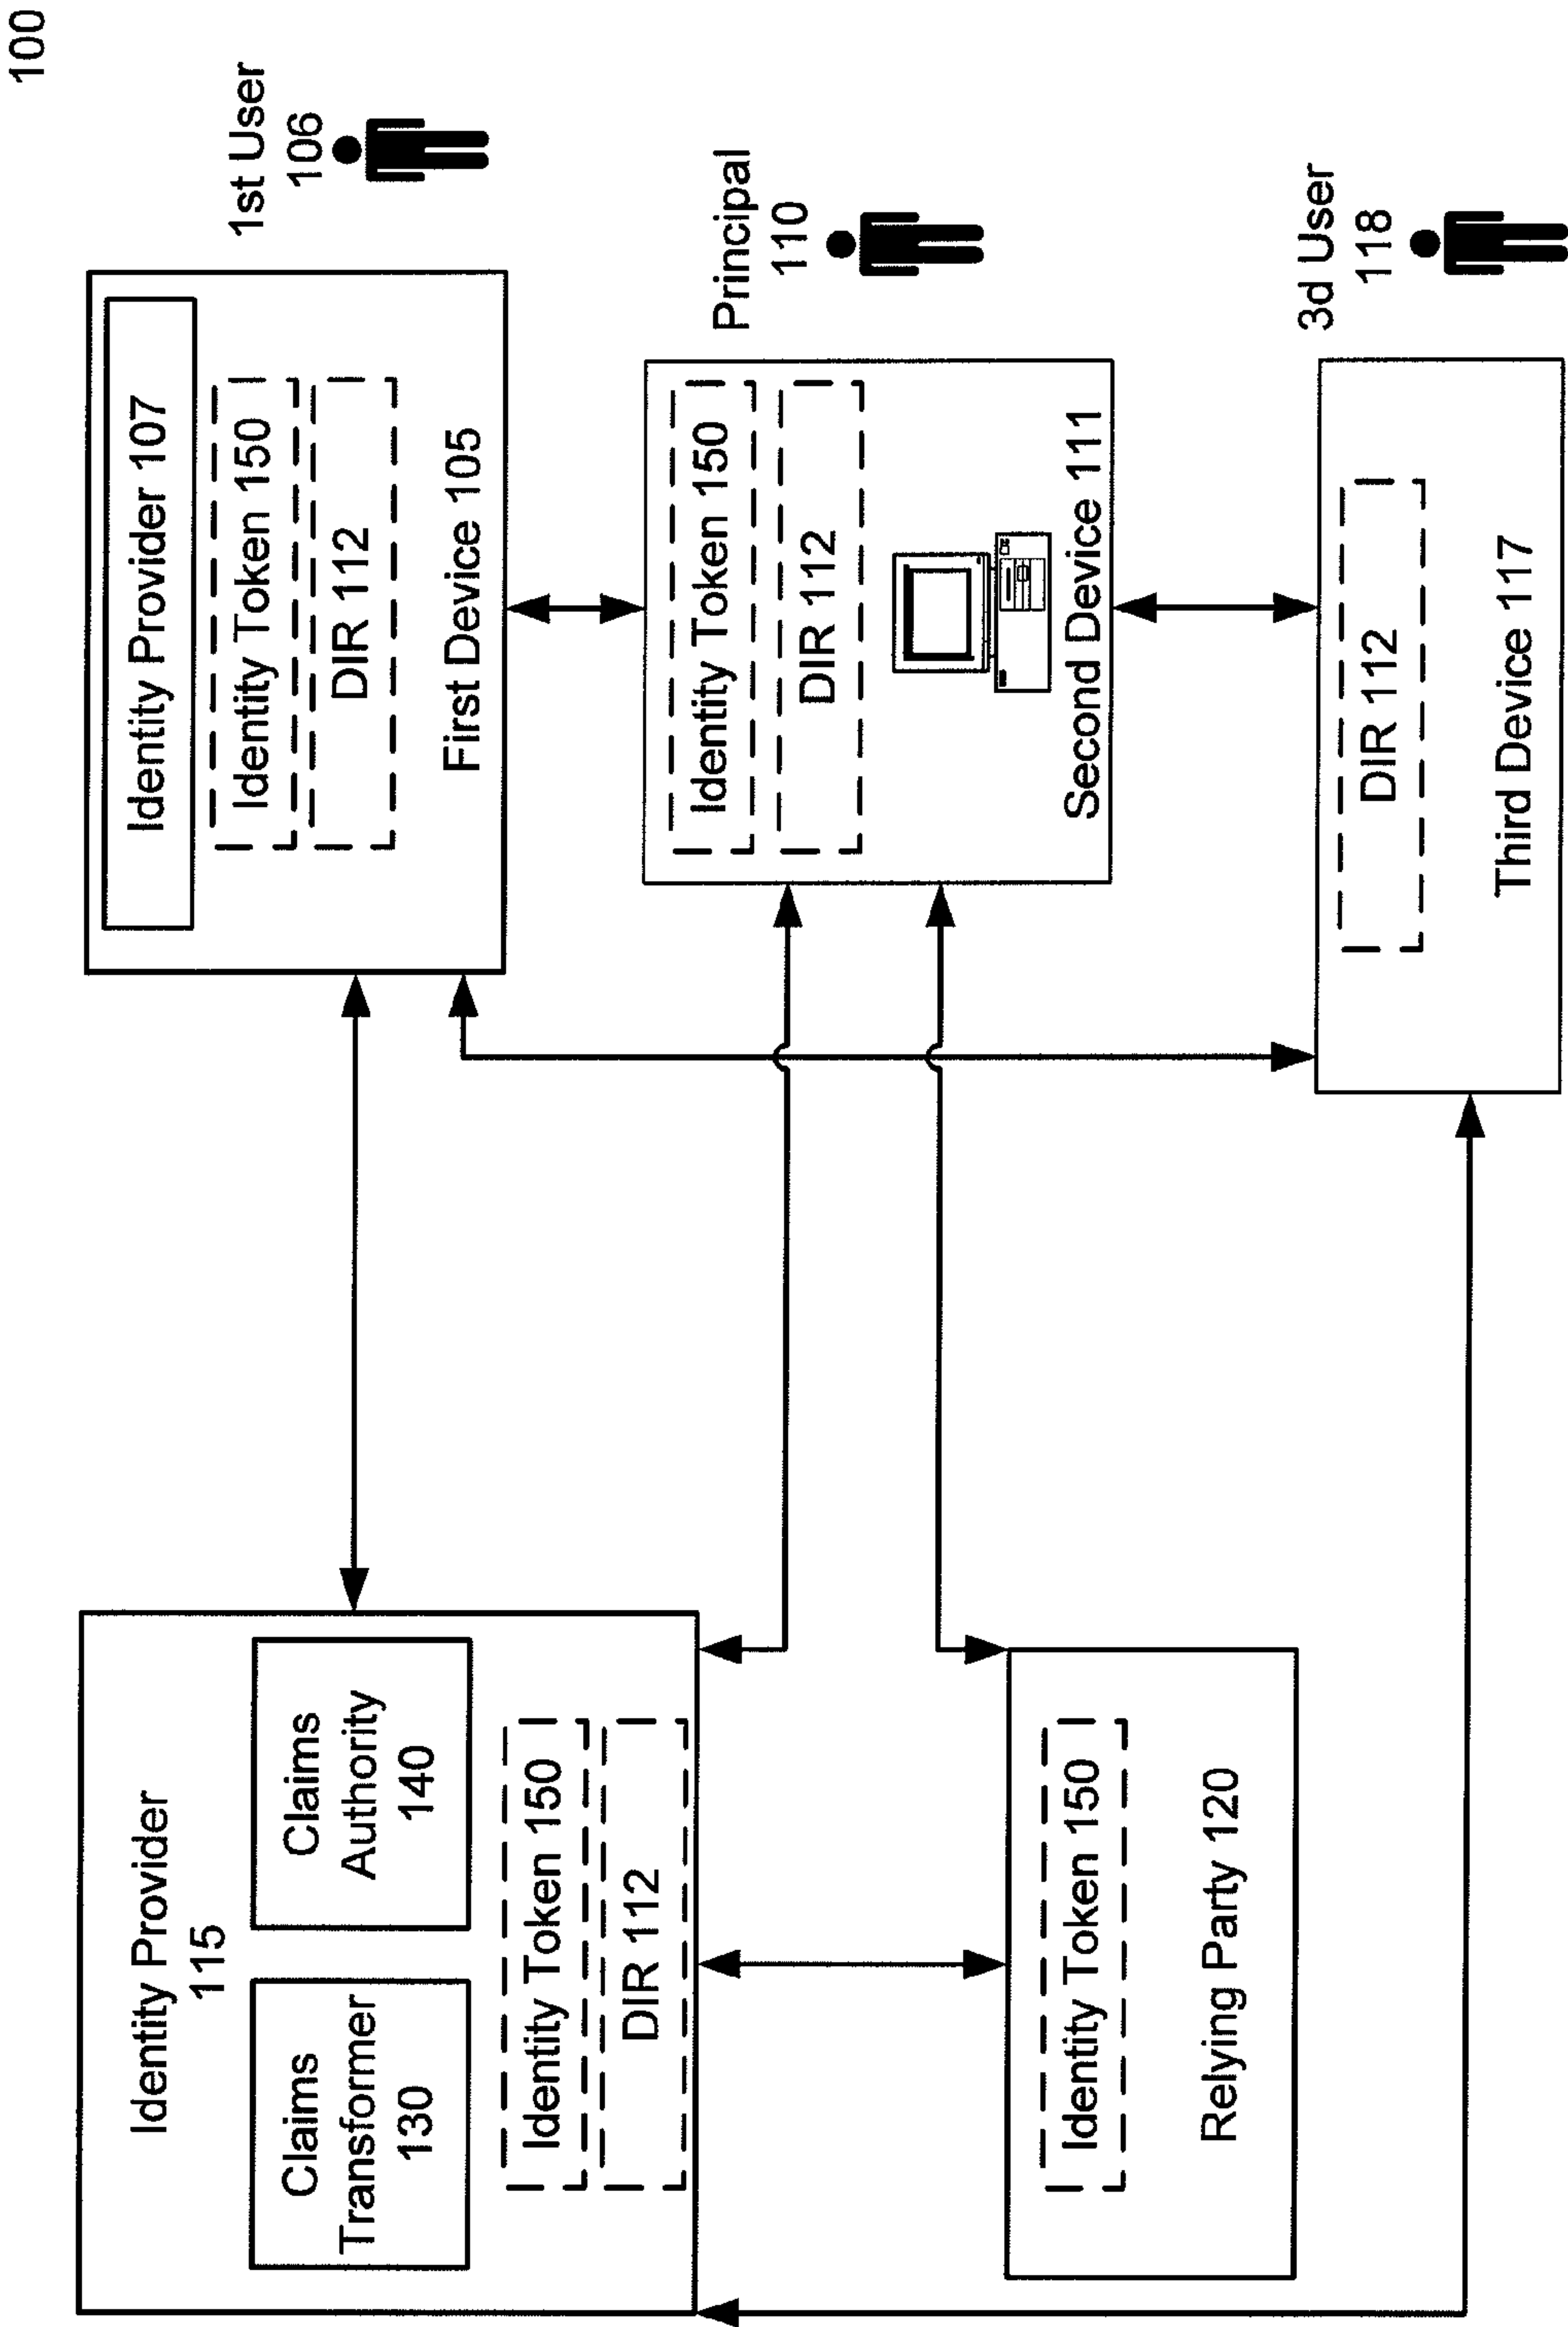 100
Identity Provider
115
Claims
Transformer
130
Claims
Authority
140
Identity Token 150
DIR 112
Identity Token 150
Relying Party 120
Identity Provider 107
Identity Token 150
DIR 112
First Device 105
1st User
106
Identity Token 150
DIR 112
Second Device 111
Principal
110
DIR 112
Third Device 117
3d User
118